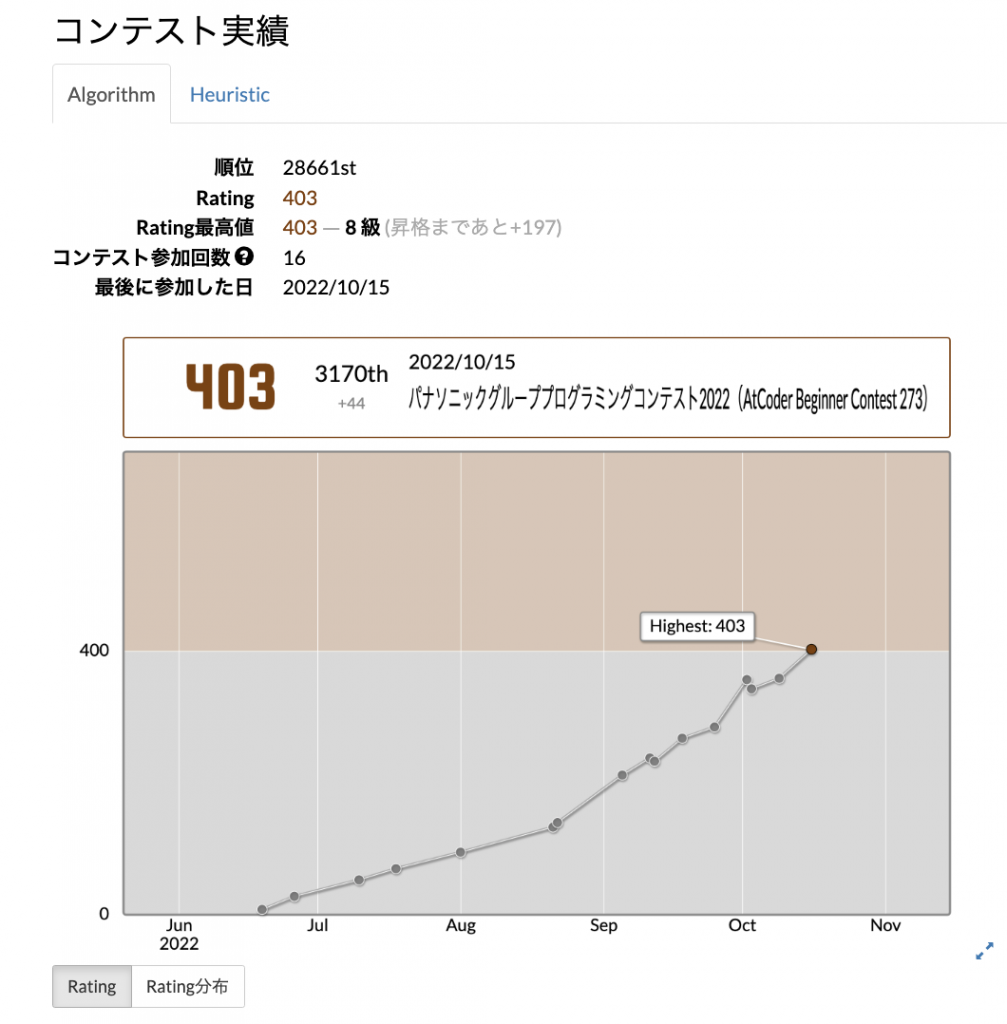 コンテスト実績
Algorithm Heuristic
順位 28661st
Rating 403
Rating最高値 403 ― 8 級 (昇格まであと+197)
コンテスト参加回数 ? 16
最後に参加した日 2022/10/15
403 3170th +44 2022/10/15
パナソニックグループプログラミングコンテスト2022（AtCoder Beginner Contest 273）
Highest: 403
400
0
Jun Jul Aug Sep Oct Nov
2022
Rating Rating分布